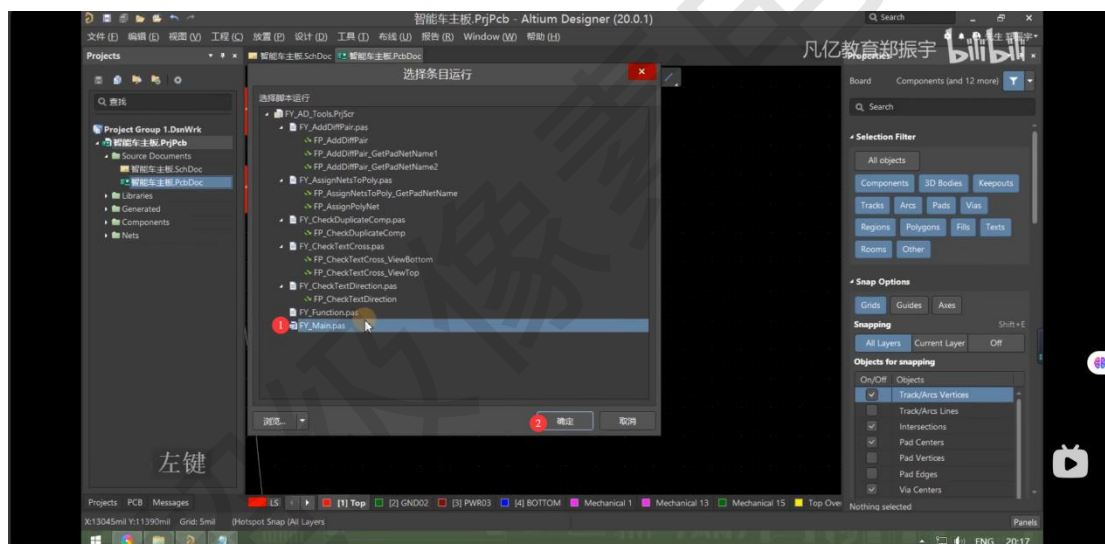 智能车主板.PrjPcb - Altium Designer (20.0.1)
Search
文件(F) 编辑(E) 视图(V) 工程(C) 放置(P) 设计(D) 工具(T) 布线(U) 报告(R) Window (W) 帮助(H)
凡亿教育郑振宇
bilibili
Projects
智能车主板.SchDoc
智能车主板.PcbDoc
Properties
查找
Project Group 1.DsnWrk
智能车主板.PrjPcb
Source Documents
智能车主板.SchDoc
智能车主板.PcbDoc
Libraries
Generated
Components
Nets
选择条目运行
选择脚本运行
FY_AD_Tools.PrjScr
FY_AddDiffPair.pas
FP_AddDiffPair
FP_AddDiffPair_GetPadNetName1
FP_AddDiffPair_GetPadNetName2
FY_AssignNetsToPoly.pas
FP_AssignNetsToPoly_GetPadNetName
FP_AssignPolyNet
FY_CheckDuplicateComp.pas
FP_CheckDuplicateComp
FY_CheckTextCross.pas
FP_CheckTextCross_ViewBottom
FP_CheckTextCross_ViewTop
FY_CheckTextDirection.pas
FP_CheckTextDirection
FY_Function.pas
1 FY_Main.pas
浏览... 2 确定 取消
Board Components (and 12 more)
Search
Selection Filter
All objects
Components 3D Bodies Keepouts
Tracks Arcs Pads Vias
Regions Polygons Fills Texts
Rooms Other
Snap Options
Grids Guides Axes
Snapping Shift+E
All Layers Current Layer Off
Objects for snapping
On/Off Objects
Track/Arcs Vertices
Track/Arcs Lines
Intersections
Pad Centers
Pad Vertices
Pad Edges
Via Centers
Nothing selected
左键
Projects PCB Messages
LS [1] Top [2] GND02 [3] PWR03 [4] BOTTOM Mechanical 1 Mechanical 13 Mechanical 15 Top Ove
X:13045mil Y:11390mil Grid: 5mil (Hotspot Snap (All Layers
Panels
ENG 20:17